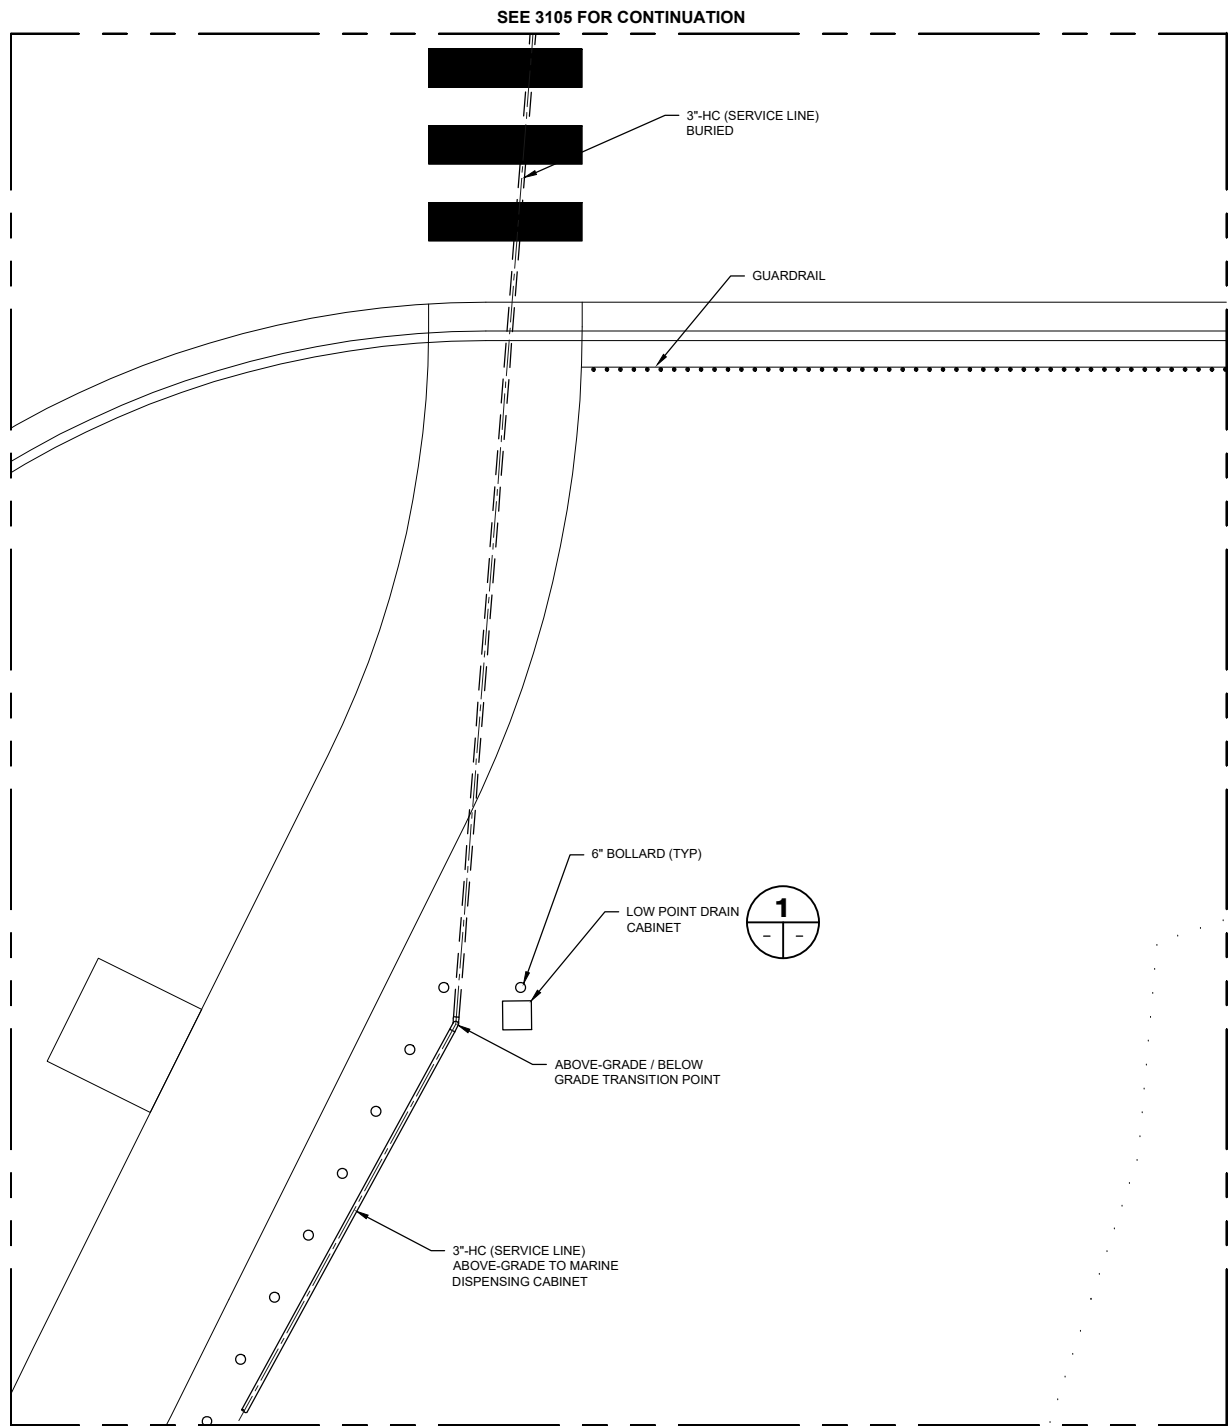 SEE 3105 FOR CONTINUATION
3"-HC (SERVICE LINE)
BURIED
GUARDRAIL
6" BOLLARD (TYP)
LOW POINT DRAIN
CABINET
1
- -
ABOVE-GRADE / BELOW
GRADE TRANSITION POINT
3"-HC (SERVICE LINE)
ABOVE-GRADE TO MARINE
DISPENSING CABINET